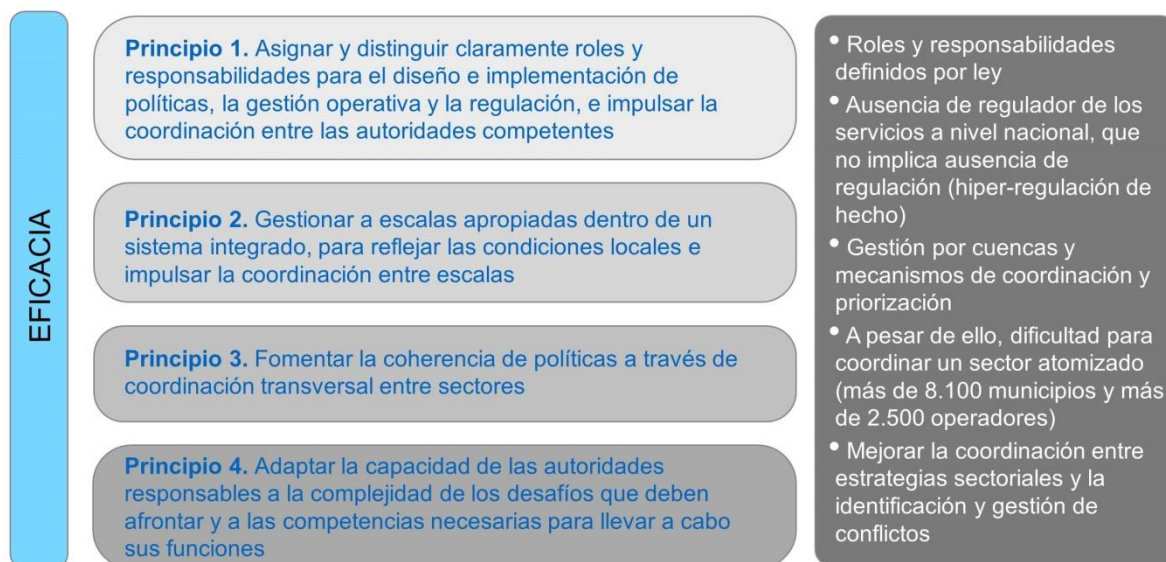 EFICACIA
Principio 1. Asignar y distinguir claramente roles y
responsabilidades para el diseño e implementación de
políticas, la gestión operativa y la regulación, e impulsar la
coordinación entre las autoridades competentes
Principio 2. Gestionar a escalas apropiadas dentro de un
sistema integrado, para reflejar las condiciones locales e
impulsar la coordinación entre escalas
Principio 3. Fomentar la coherencia de políticas a través de
coordinación transversal entre sectores
Principio 4. Adaptar la capacidad de las autoridades
responsables a la complejidad de los desafíos que deben
afrontar y a las competencias necesarias para llevar a cabo
sus funciones
• Roles y responsabilidades
definidos por ley
• Ausencia de regulador de los
servicios a nivel nacional, que
no implica ausencia de
regulación (hiper-regulación de
hecho)
• Gestión por cuencas y
mecanismos de coordinación y
priorización
• A pesar de ello, dificultad para
coordinar un sector atomizado
(más de 8.100 municipios y más
de 2.500 operadores)
• Mejorar la coordinación entre
estrategias sectoriales y la
identificación y gestión de
conflictos